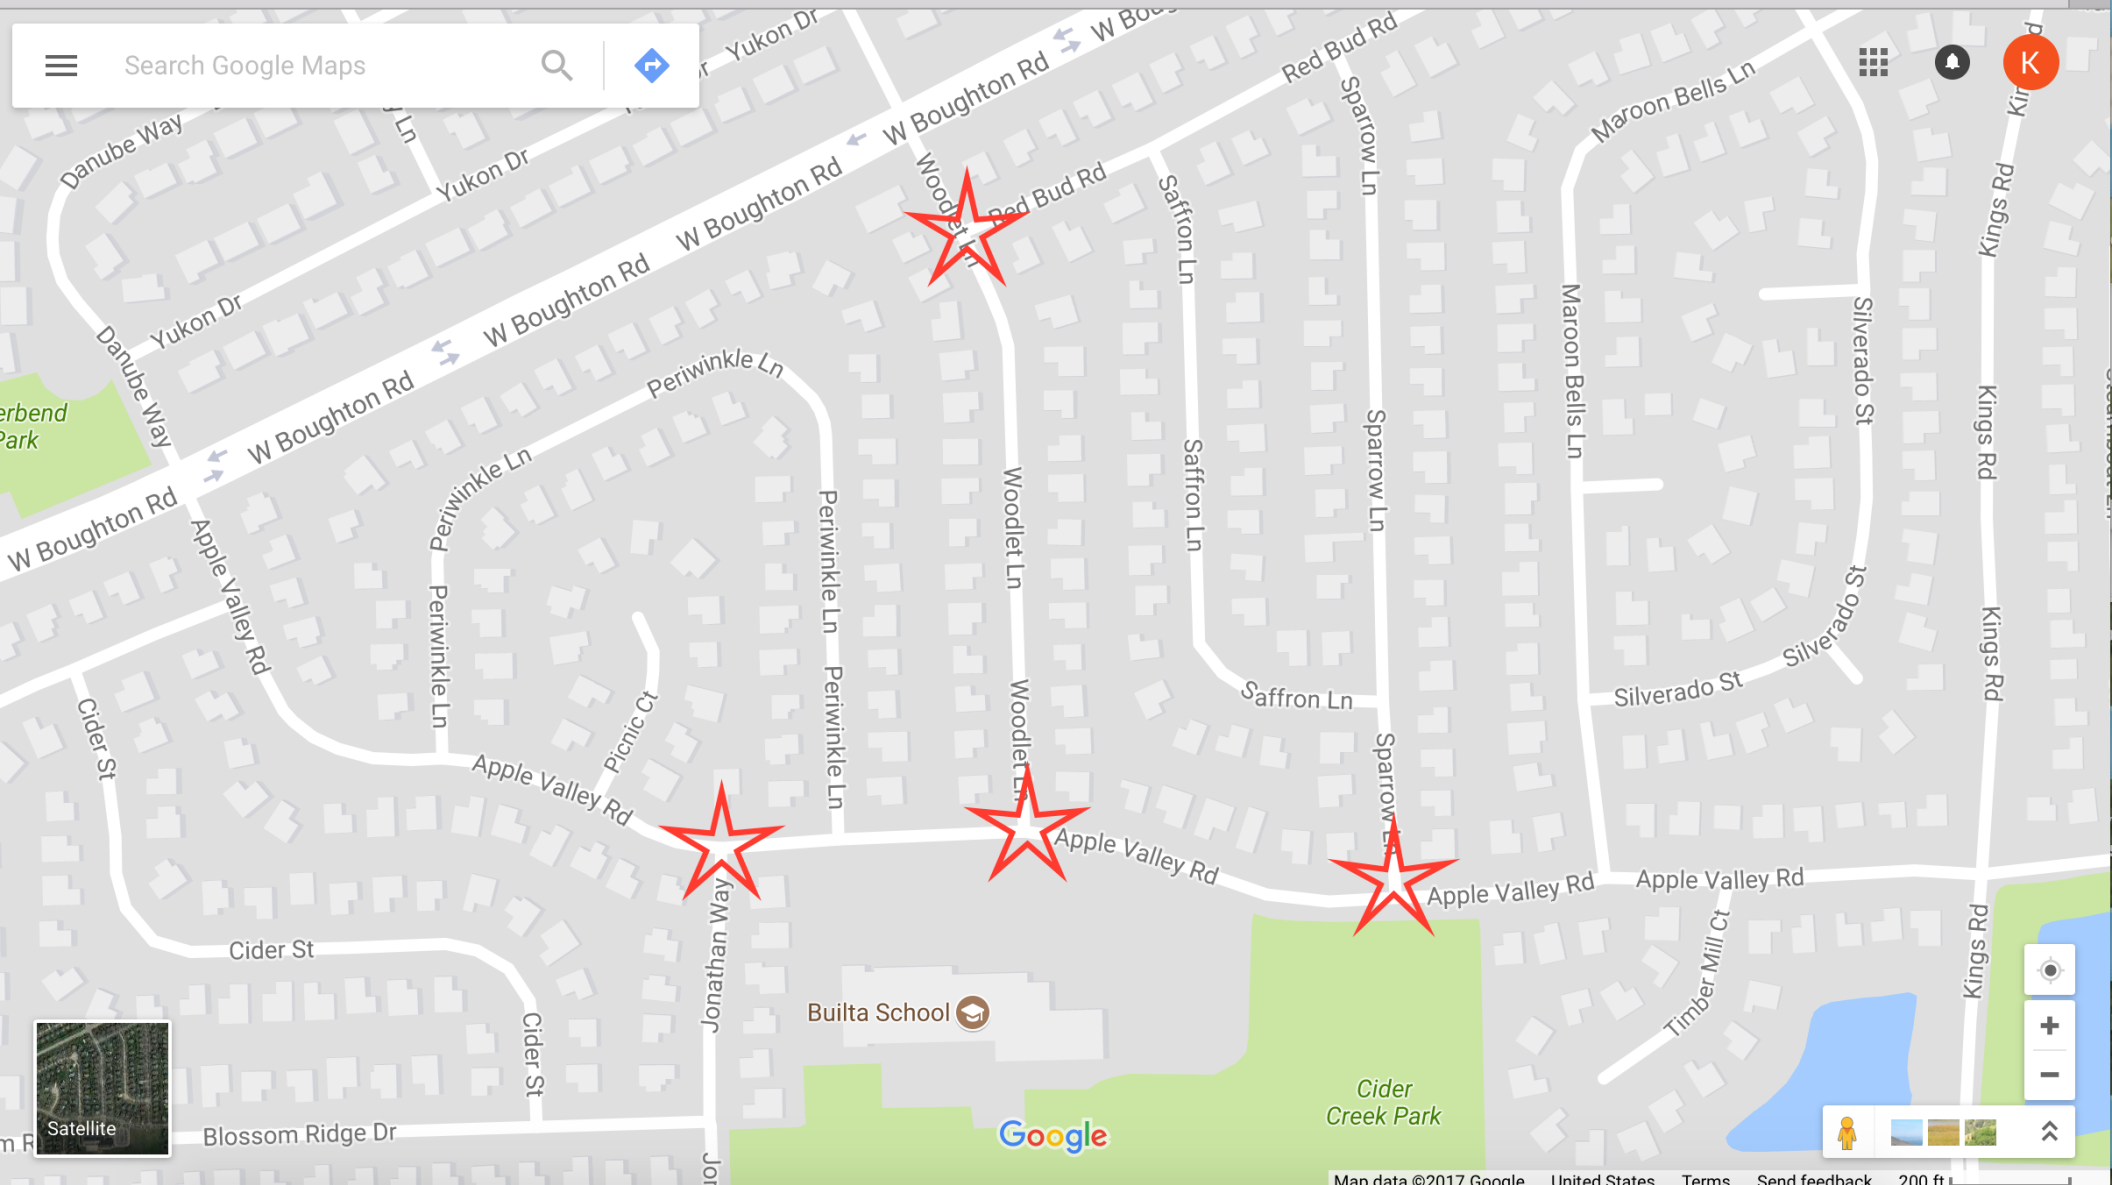 Search Google Maps
Yukon Dr
W Boughton Rd
Red Bud Rd
K
Maroon Bells Ln
Danube Way
Yukon Dr
W Boughton Rd
Woodlet Ln
Red Bud Rd
Sparrow Ln
Kings Rd
W Boughton Rd
Saffron Ln
Yukon Dr
W Boughton Rd
Danube Way
Periwinkle Ln
Maroon Bells Ln
Silverado St
erbend
Park
W Boughton Rd
Periwinkle Ln
Saffron Ln
Sparrow Ln
Kings Rd
W Boughton Rd
Apple Valley Rd
Periwinkle Ln
Periwinkle Ln
Woodlet Ln
Silverado St
Kings Rd
Cider St
Picnic Ct
Periwinkle Ln
Woodlet Ln
Saffron Ln
Silverado St
Apple Valley Rd
Sparrow Ln
Apple Valley Rd
Apple Valley Rd
Apple Valley Rd
Cider St
Jonathan Way
Builta School
Timber Mill Ct
Kings Rd
Cider St
Cider
Creek Park
Satellite
Blossom Ridge Dr
Google
Map data ©2017 Google United States Terms Send feedback 200 ft